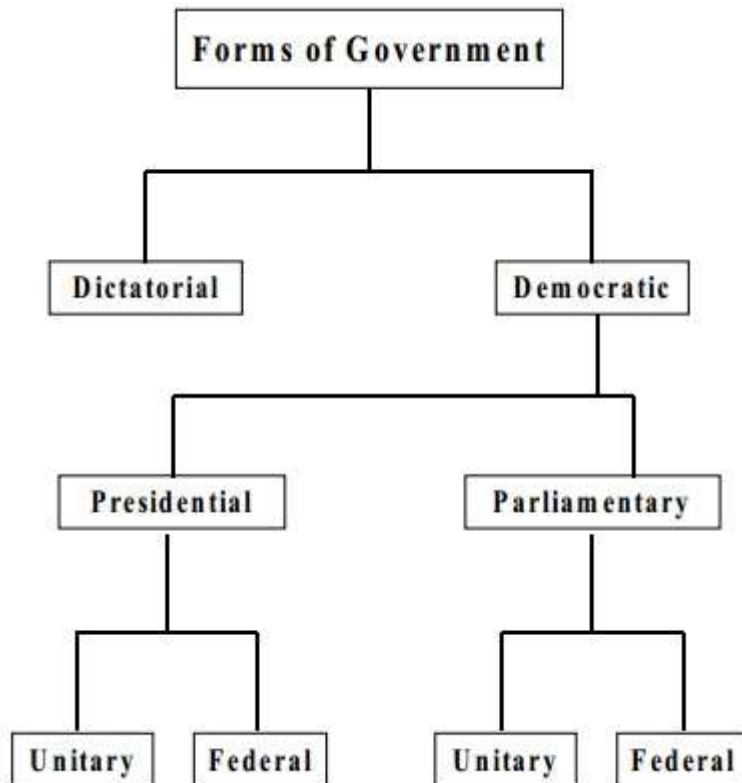 Forms of Government
Dictatorial
Democratic
Presidential
Parliamentary
Unitary
Federal
Unitary
Federal